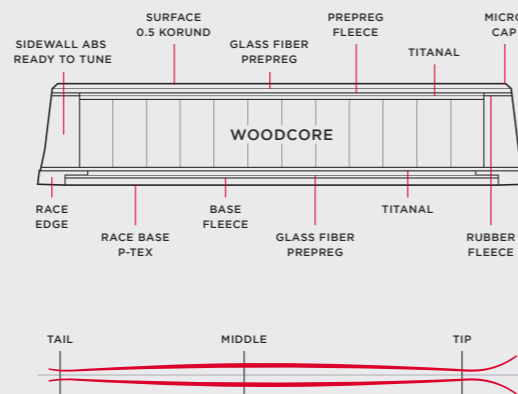 SURFACE
0.5 KORUND
PREPREG
FLEECE
MICRO
CAP
SIDEWALL ABS
READY TO TUNE
GLASS FIBER
PREPREG
TITANAL
WOODCORE
RACE
EDGE
BASE
FLEECE
TITANAL
RACE BASE
P-TEX
GLASS FIBER
PREPREG
RUBBER
FLEECE
TAIL
MIDDLE
TIP